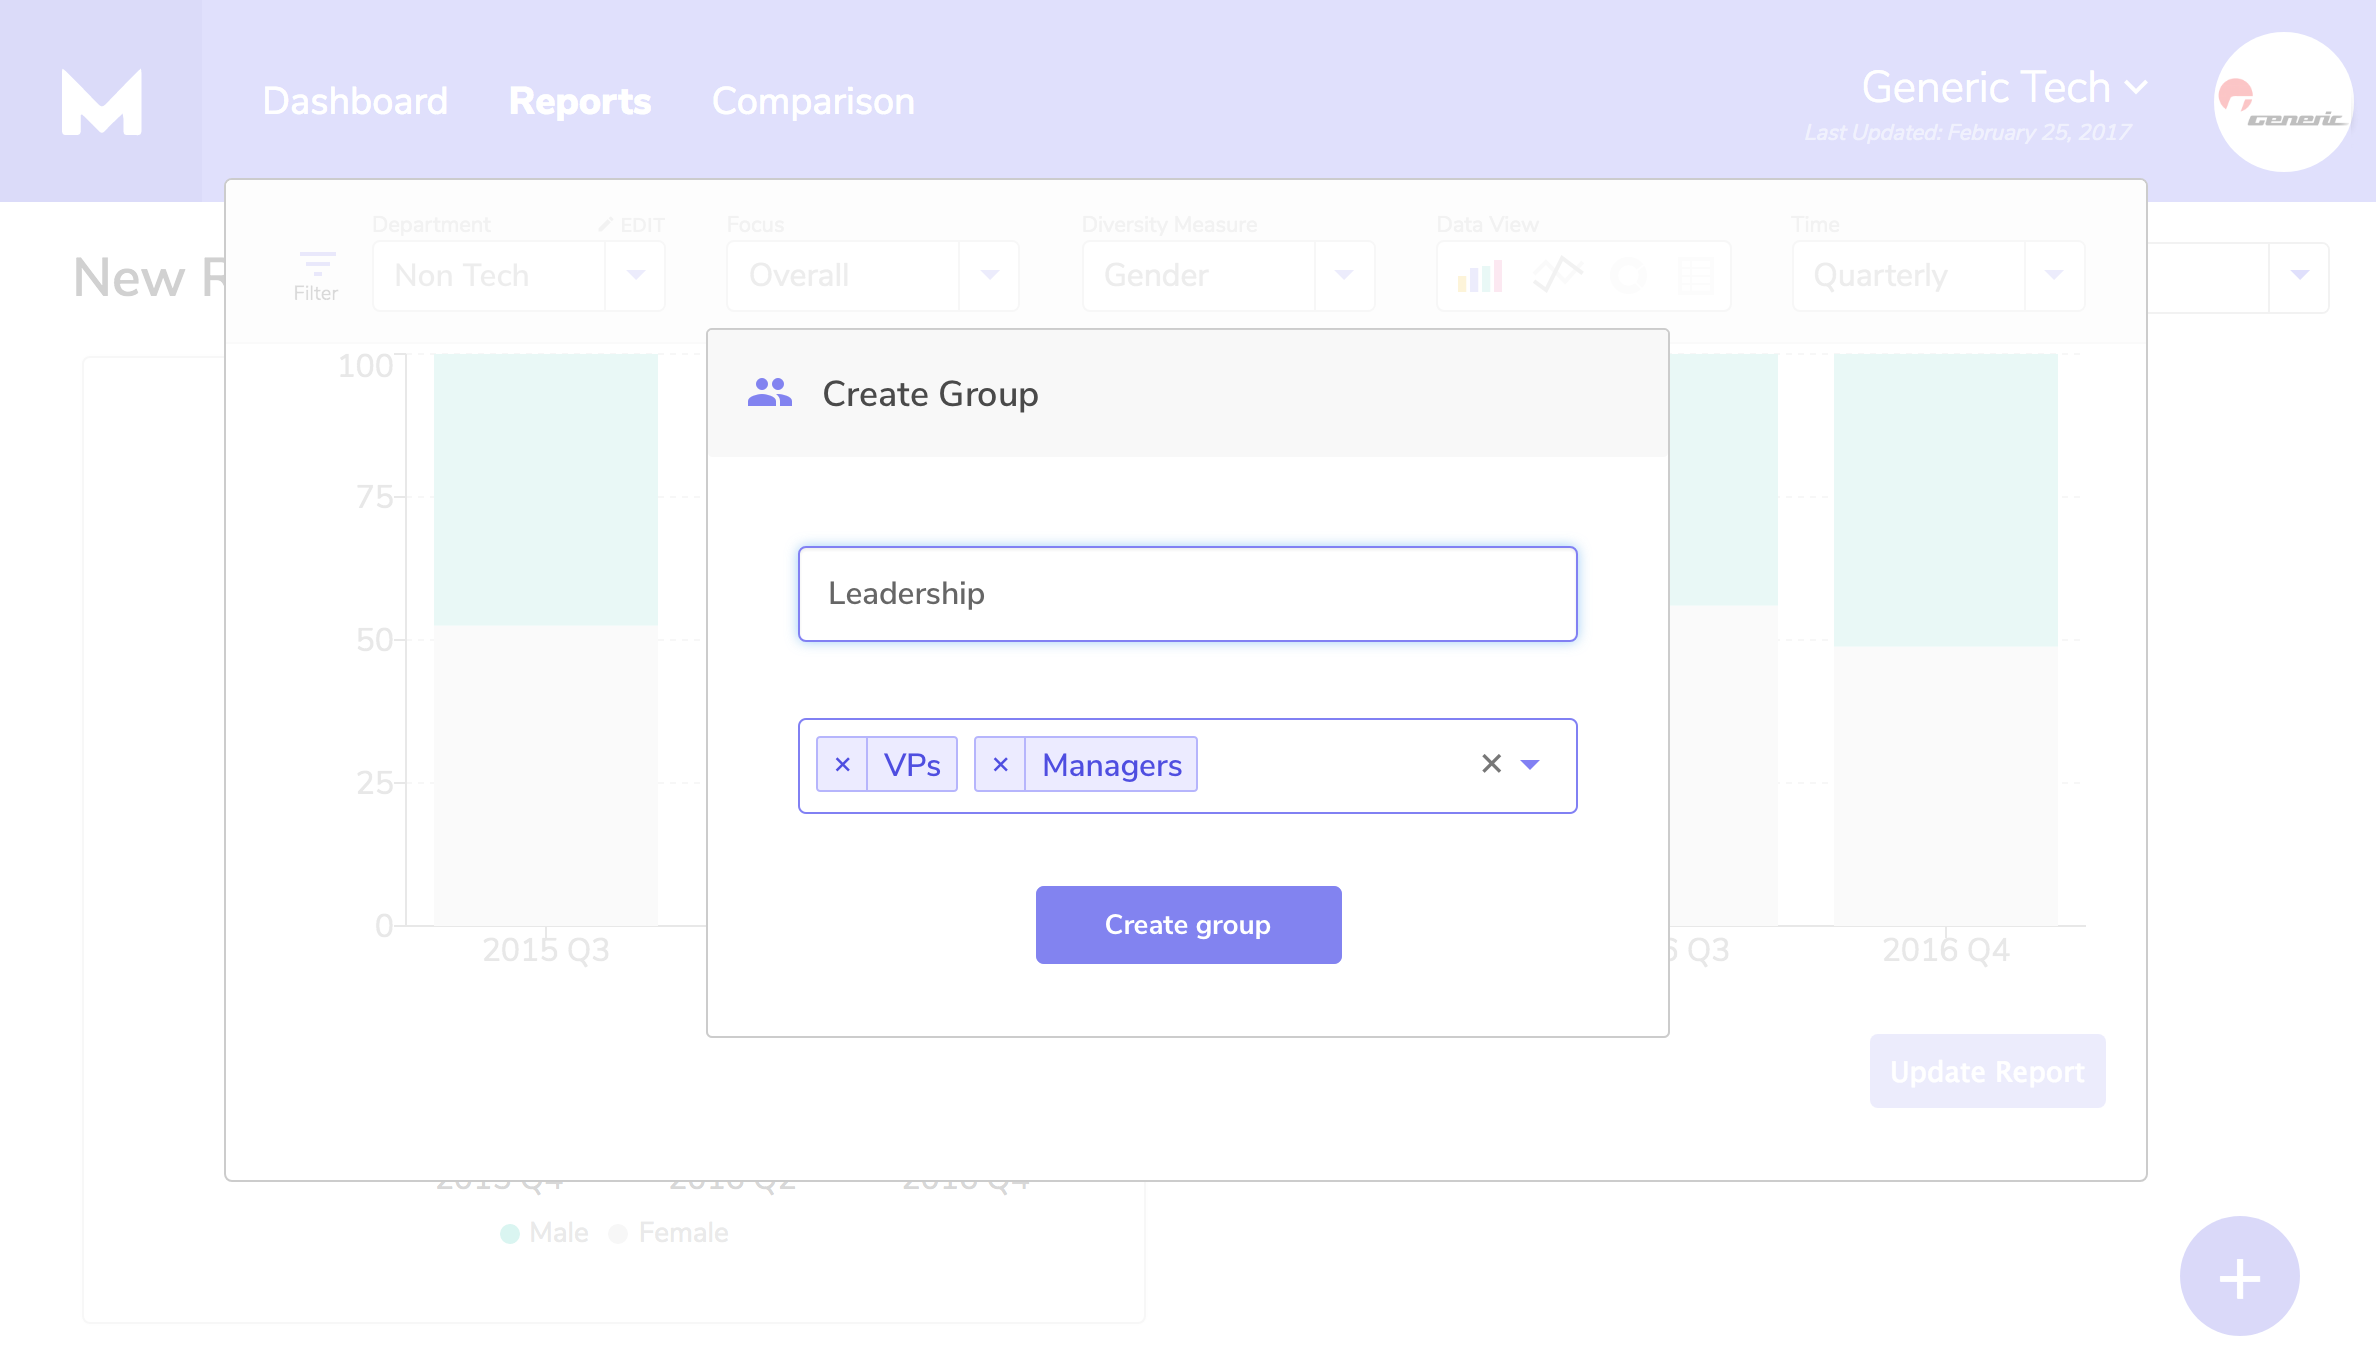 Dashboard Reports Comparison
Generic Tech
Last Updated: February 25, 2017
generic
New
Department EDIT Focus Diversity Measure Data View Time
Filter
Non Tech Overall Gender Quarterly
Create Group
Leadership
× VPs × Managers ×
Create group
100
75
50
25
0
2015 Q3 Q3 2016 Q4
Update Report
2015 Q4 2016 Q2 2016 Q4
Male Female